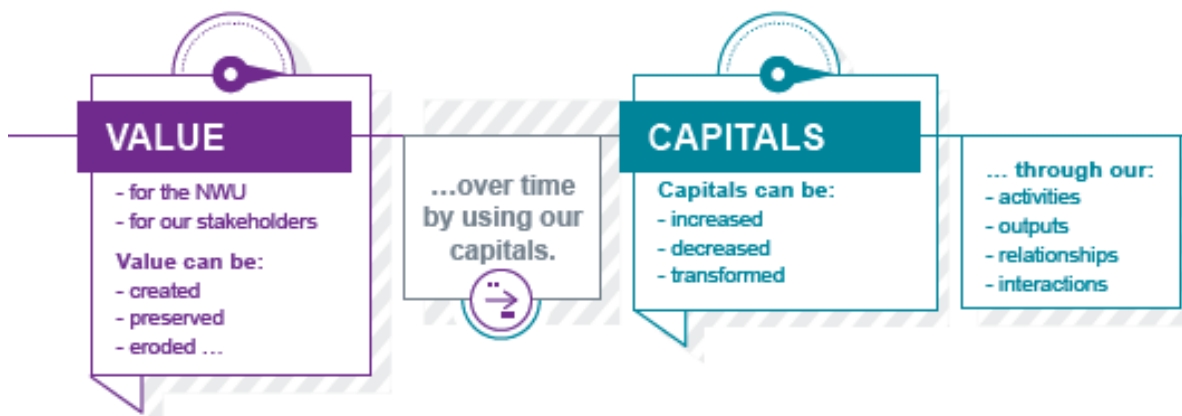 VALUE
- for the NWU
- for our stakeholders
Value can be:
- created
- preserved
- eroded ...
...over time
by using our
capitals.
CAPITALS
Capitals can be:
- increased
- decreased
- transformed
... through our:
- activities
- outputs
- relationships
- interactions